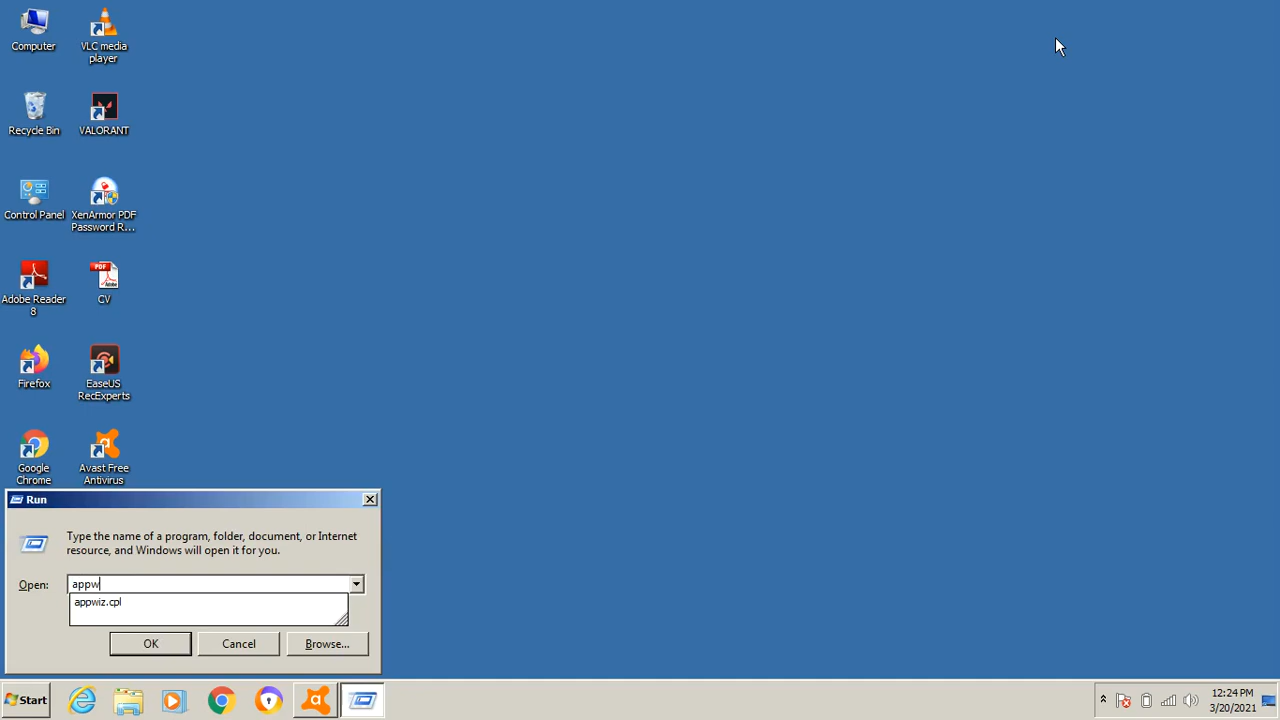 Computer
VLC media
player
Recycle Bin
VALORANT
Control Panel
XenArmor PDF
Password R...
Adobe Reader
8
PDF
Adobe
CV
Firefox
EaseUS
RecExperts
Google
Chrome
Avast Free
Antivirus
Run
Type the name of a program, folder, document, or Internet
resource, and Windows will open it for you.
Open:
appw
appwiz.cpl
OK
Cancel
Browse...
Start
12:24 PM
3/20/2021